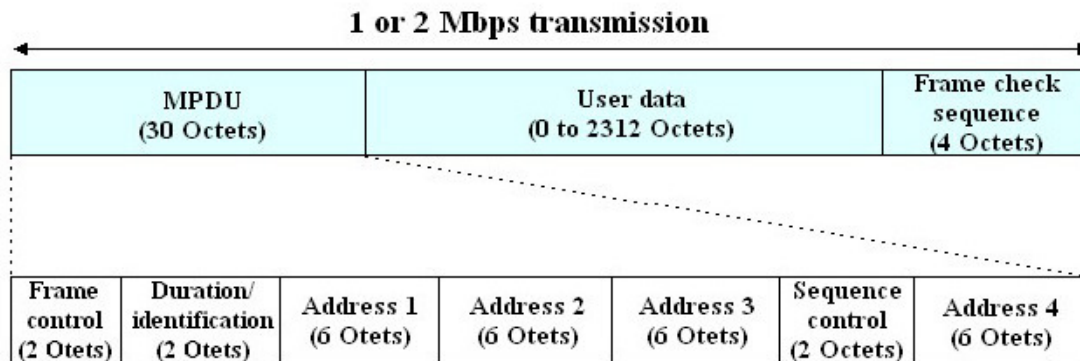 1 or 2 Mbps transmission
MPDU
(30 Octets)
User data
(0 to 2312 Octets)
Frame check
sequence
(4 Octets)
Frame
control
(2 Otets)
Duration/
identification
(2 Otets)
Address 1
(6 Otets)
Address 2
(6 Otets)
Address 3
(6 Otets)
Sequence
control
(2 Octets)
Address 4
(6 Otets)